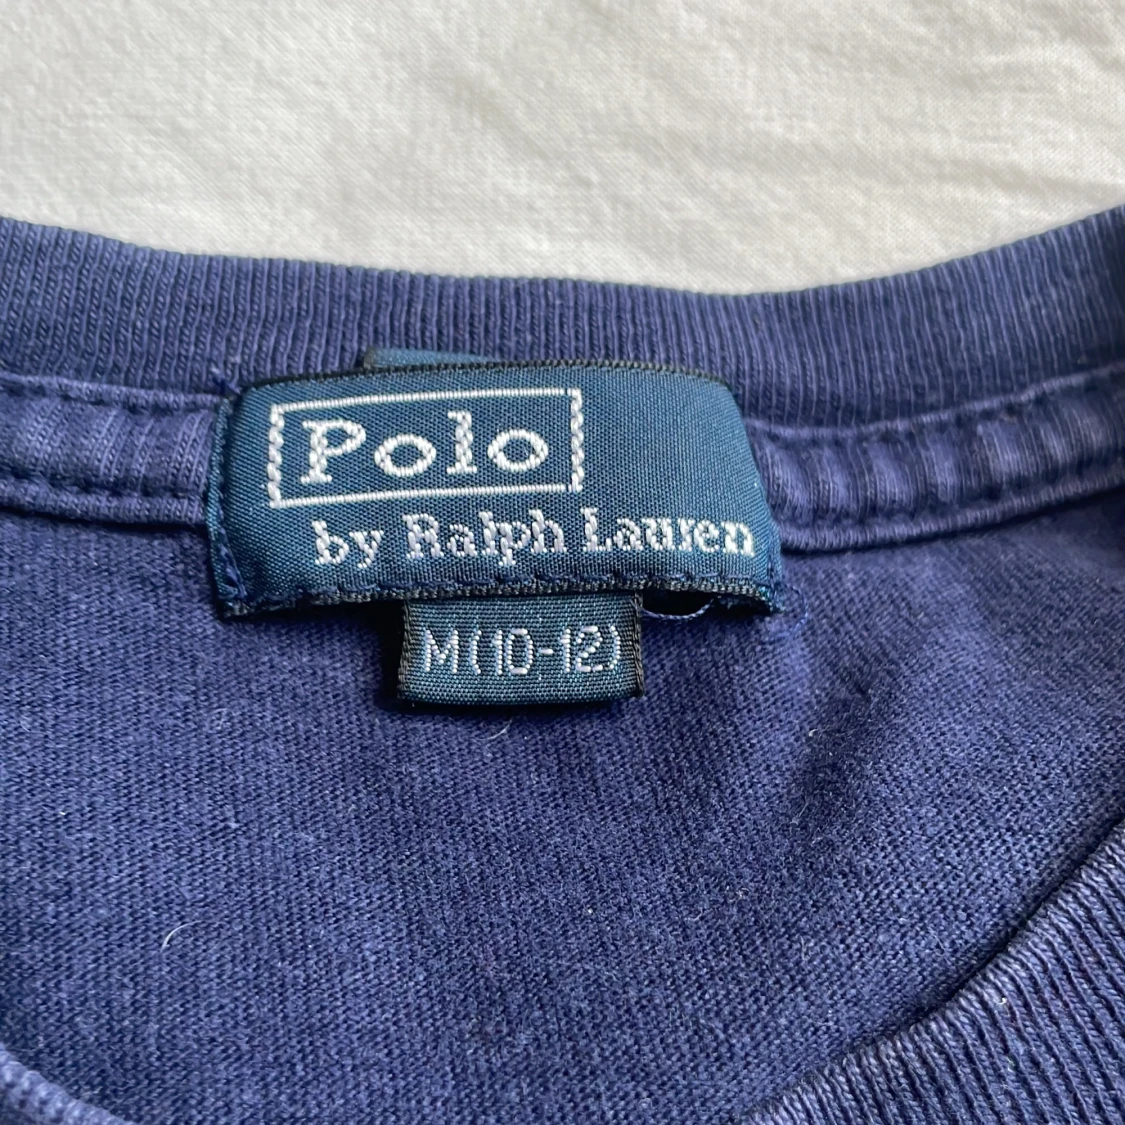 Polo
by Ralph Lauren
M(10-12)